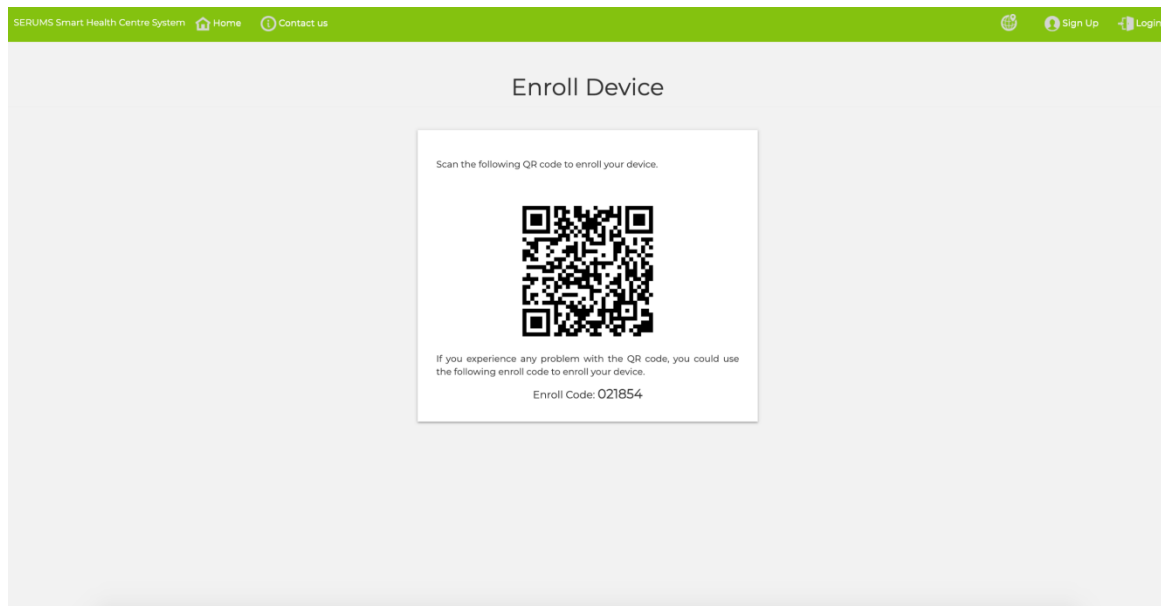 SERUMS Smart Health Centre System Home Contact us Sign Up Login
Enroll Device
Scan the following QR code to enroll your device.
If you experience any problem with the QR code, you could use
the following enroll code to enroll your device.
Enroll Code: 021854